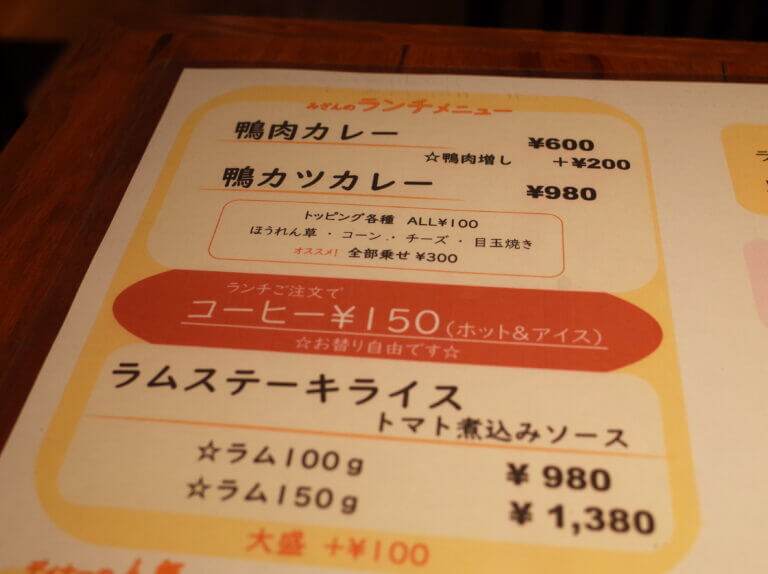 みざんのランチメニュー
鴨肉カレー ¥600
☆鴨肉増し +¥200
鴨カツカレー ¥980
トッピング各種 ALL¥100
ほうれん草・コーン・チーズ・目玉焼き
オススメ! 全部乗せ ¥300
ランチご注文で
コーヒー¥150(ホット&アイス)
☆お替り自由です☆
ラムステーキライス
トマト煮込みソース
☆ラム100g ¥980
☆ラム150g ¥1,380
大盛 +¥100